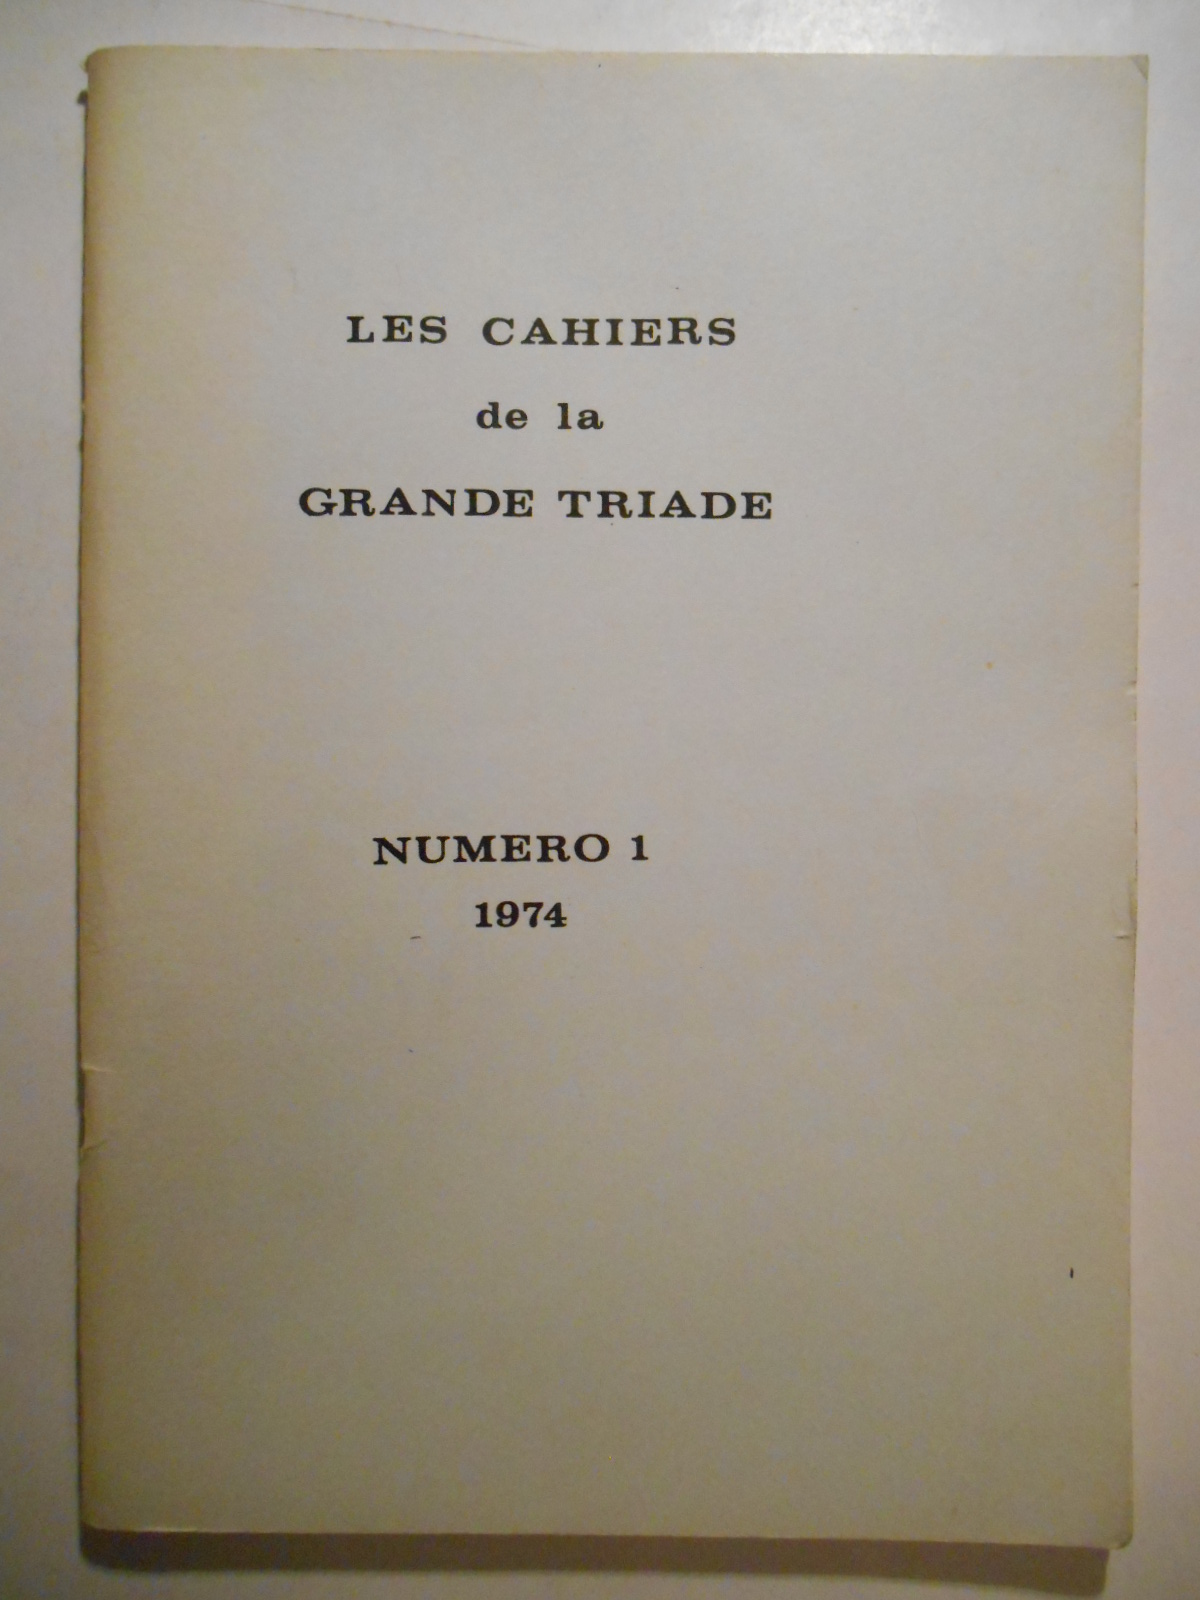 LES CAHIERS
de la
GRANDE TRIADE
NUMERO 1
1974